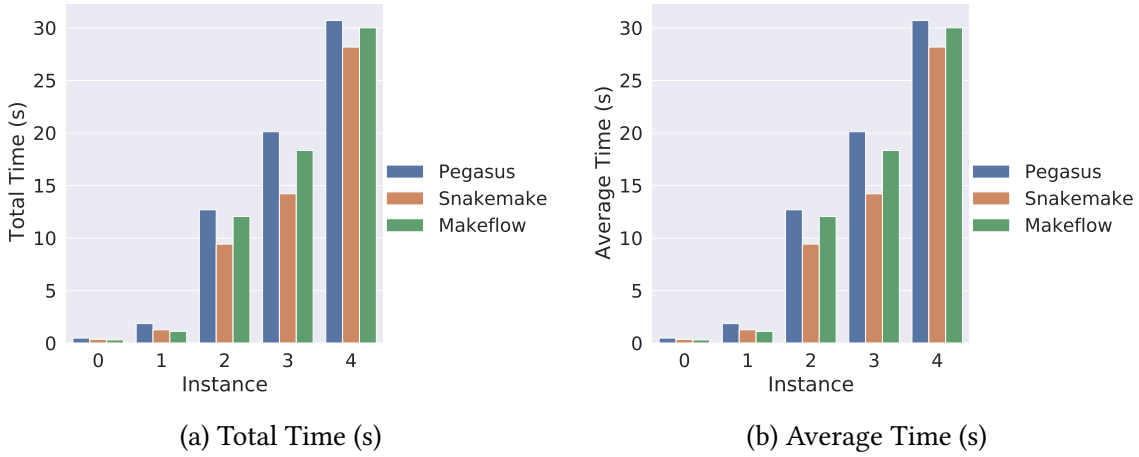 Total Time (s)
30
25
20
15
10
5
0
0 1 2 3 4
Instance
Pegasus
Snakemake
Makeflow
(a) Total Time (s)
Average Time (s)
30
25
20
15
10
5
0
0 1 2 3 4
Instance
Pegasus
Snakemake
Makeflow
(b) Average Time (s)